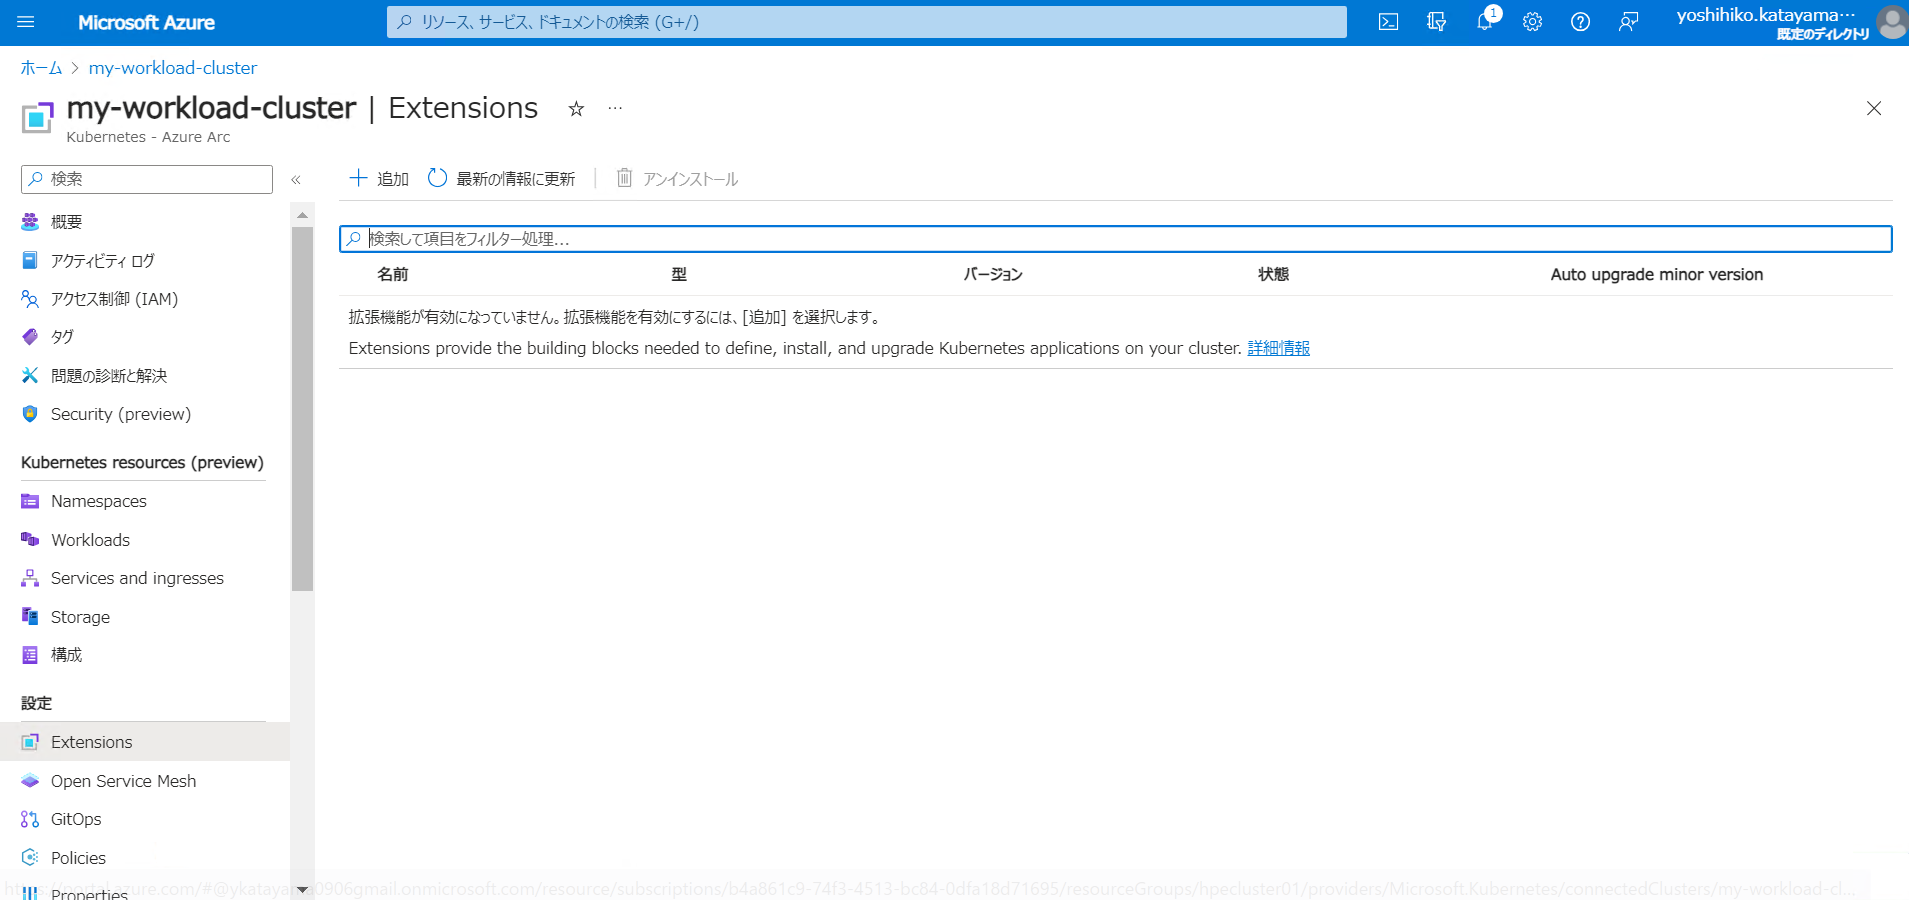 Microsoft Azure
リソース、サービス、ドキュメントの検索 (G+/)
1
yoshihiko.katayama…
既定のディレクトリ
ホーム > my-workload-cluster
my-workload-cluster | Extensions
Kubernetes - Azure Arc
検索
«
追加
最新の情報に更新
アンインストール
概要
アクティビティ ログ
アクセス制御 (IAM)
タグ
問題の診断と解決
Security (preview)
Kubernetes resources (preview)
Namespaces
Workloads
Services and ingresses
Storage
構成
設定
Extensions
Open Service Mesh
GitOps
Policies
Properties
検索して項目をフィルター処理...
名前 型 バージョン 状態 Auto upgrade minor version
拡張機能が有効になっていません。拡張機能を有効にするには、[追加] を選択します。
Extensions provide the building blocks needed to define, install, and upgrade Kubernetes applications on your cluster. 詳細情報
https://portal.azure.com/#@ykatayama0906gmail.onmicrosoft.com/resource/subscriptions/b4a861c9-74f3-4513-bc84-0dfa18d71695/resourceGroups/hpecluster01/providers/Microsoft.Kubernetes/connectedClusters/my-workload-cl...